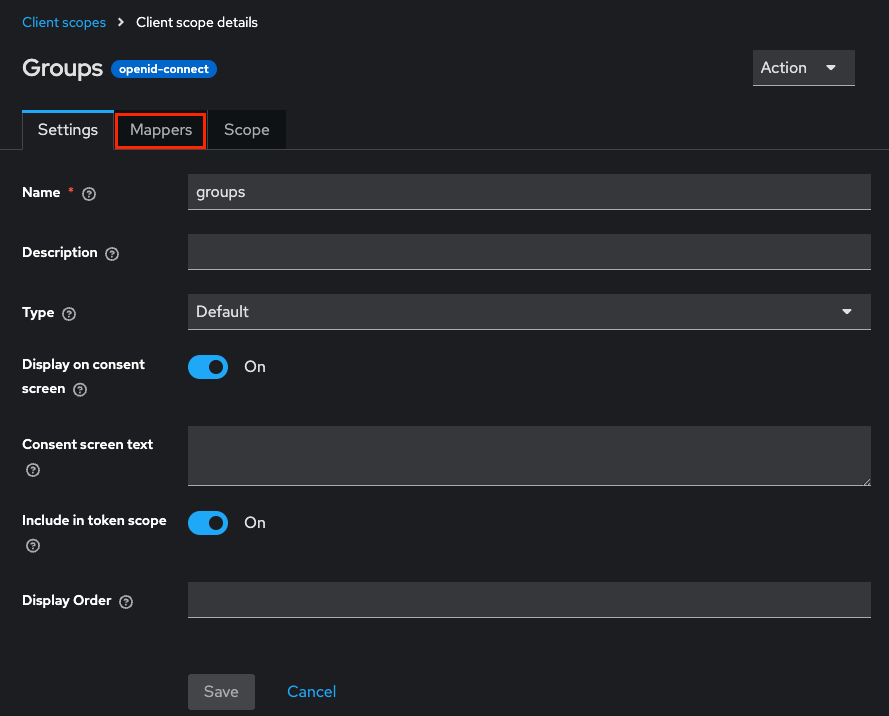 Client scopes > Client scope details
Groups openid-connect
Action
Settings Mappers Scope
Name * ?
groups
Description ?
Type ?
Default
Display on consent
screen ?
On
Consent screen text
?
Include in token scope
?
On
Display Order ?
Save Cancel